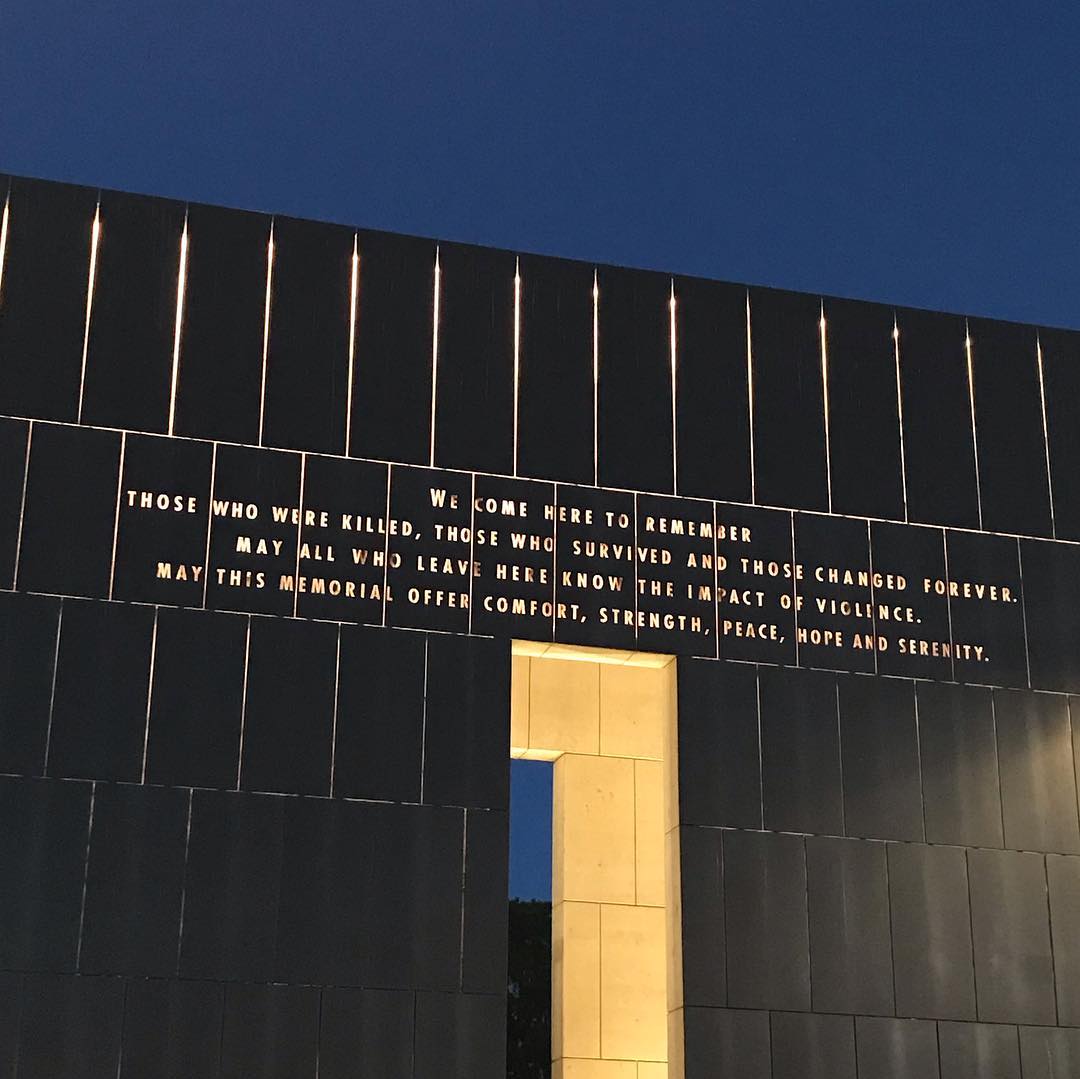 WE COME HERE TO REMEMBER
THOSE WHO WERE KILLED, THOSE WHO SURVIVED AND THOSE CHANGED FOREVER.
MAY ALL WHO LEAVE HERE KNOW THE IMPACT OF VIOLENCE.
MAY THIS MEMORIAL OFFER COMFORT, STRENGTH, PEACE, HOPE AND SERENITY.